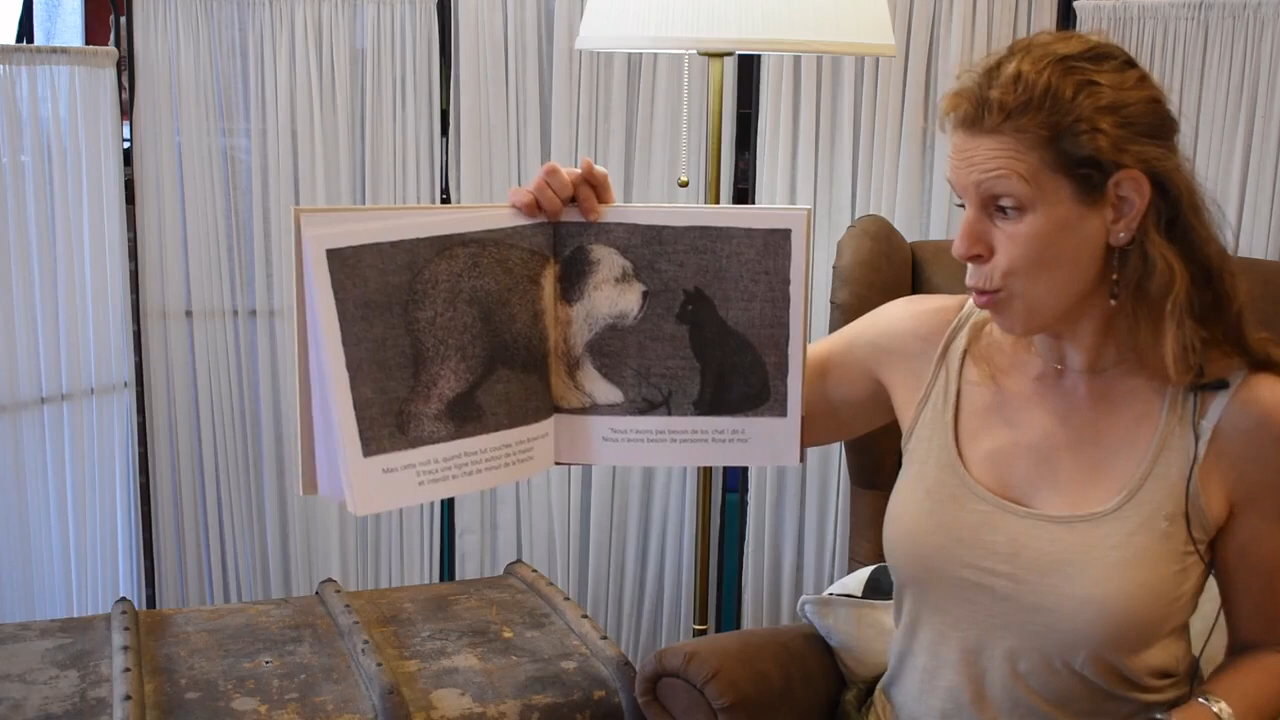 Mais cette nuit là, quand Rose fut couchée, John Brown sortit.
Il traça une ligne tout autour de la maison
et interdit au chat de minuit de la franchir.
"Nous n'avons pas besoin de toi, chat ! dit-il.
Nous n'avons besoin de personne, Rose et moi."